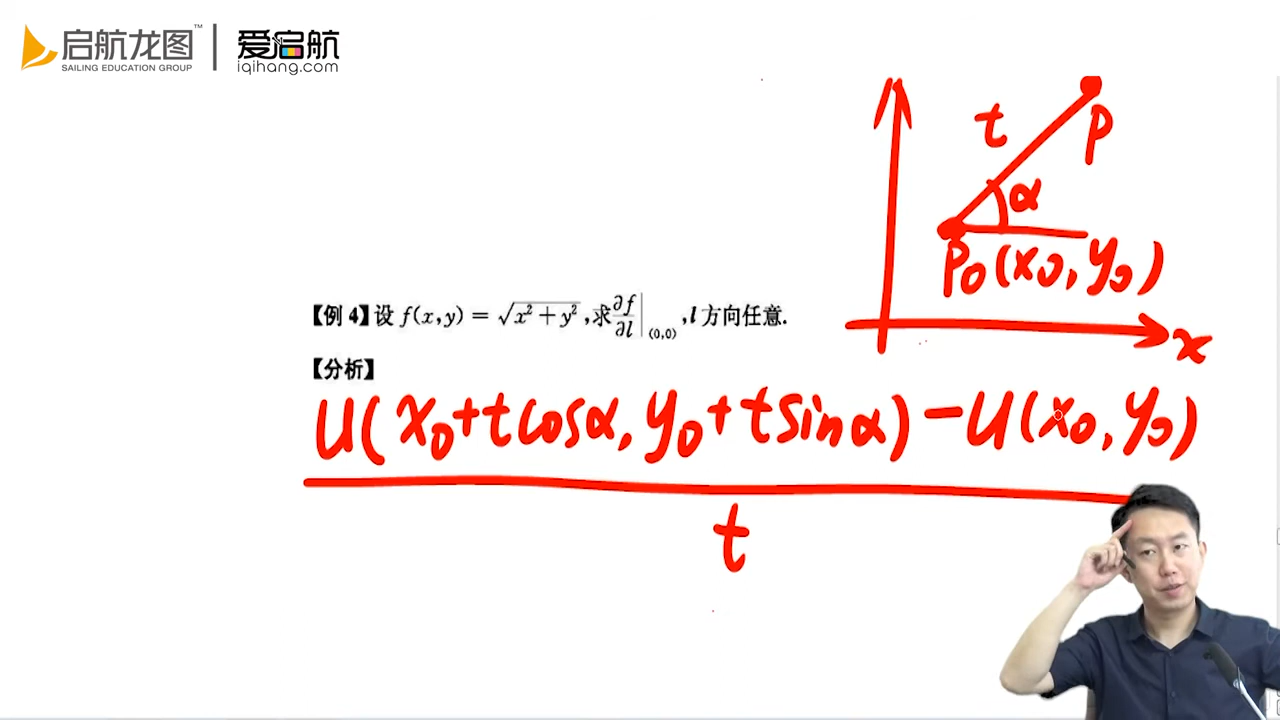 启航龙图™ 爱启航
SAILING EDUCATION GROUP iqihang.com
t
P
α
P₀(x₀,y₀)
x
【例 4】设 f(x,y) = √(x² + y²) ,求 ∂f/∂l|(0,0) ,l 方向任意.
【分析】
U(x₀+tcosα,y₀+tsinα)-U(x₀,y₀)
t